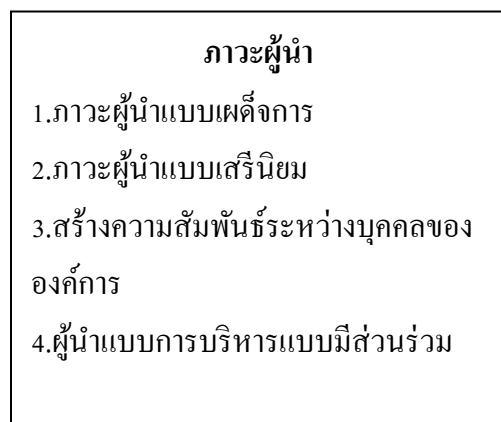 ภาวะผู้นำ
1.ภาวะผู้นำแบบเผด็จการ
2.ภาวะผู้นำแบบเสรีนิยม
3.สร้างความสัมพันธ์ระหว่างบุคคลของ
องค์การ
4.ผู้นำแบบการบริหารแบบมีส่วนร่วม